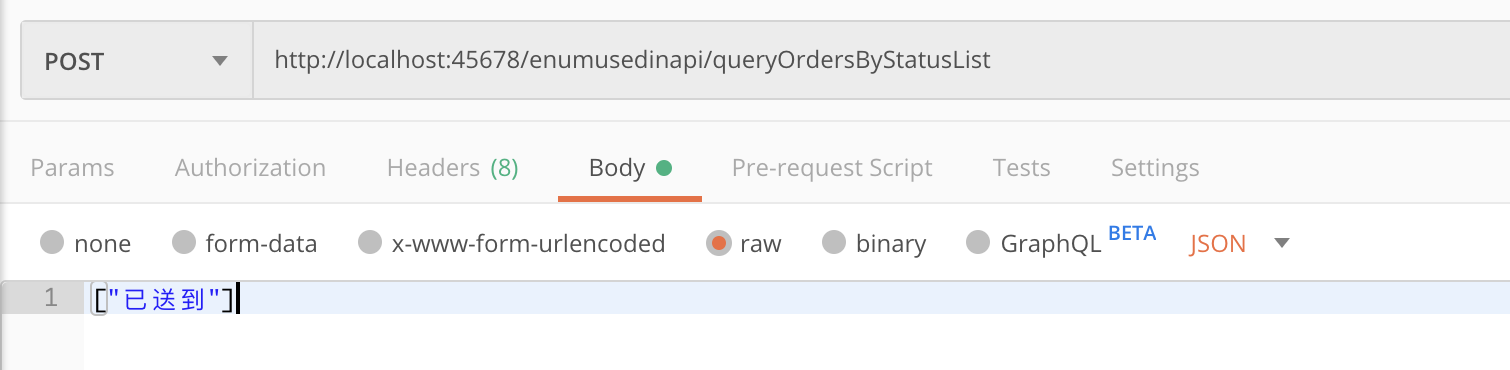 POST http://localhost:45678/enumusedinapi/queryOrdersByStatusList
Params Authorization Headers (8) Body Pre-request Script Tests Settings
none form-data x-www-form-urlencoded raw binary GraphQL BETA JSON
1 ["已送到"]